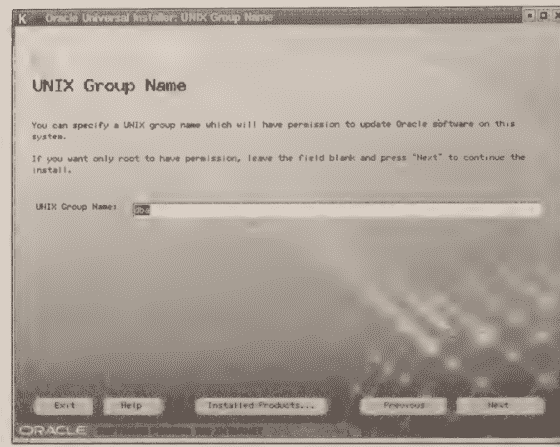 K Oracle Universal Installer: UNIX Group Name
UNIX Group Name
You can specify a UNIX group name which will have permission to update Oracle software on this
system.
If you want only root to have permission, leave the field blank and press "Next" to continue the
install.
UNIX Group Name:
Exit Help Installed Products... Previous Next
ORACLE